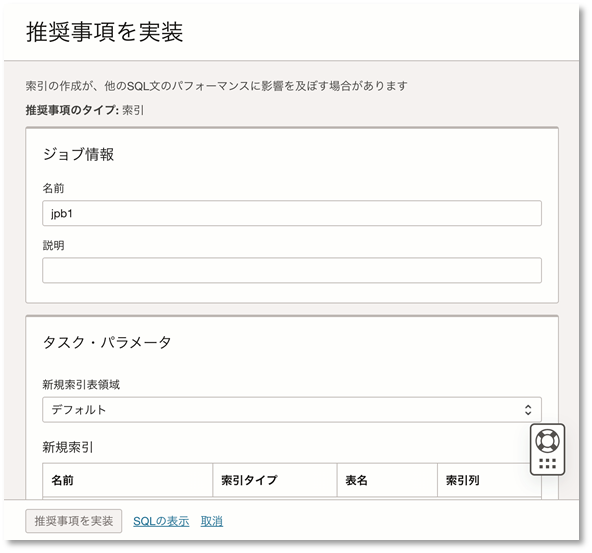 推奨事項を実装
索引の作成が、他のSQL文のパフォーマンスに影響を及ぼす場合があります
推奨事項のタイプ: 索引
ジョブ情報
名前
jpb1
説明
タスク・パラメータ
新規索引表領域
デフォルト
新規索引
名前 索引タイプ 表名 索引列
推奨事項を実装 SQLの表示 取消